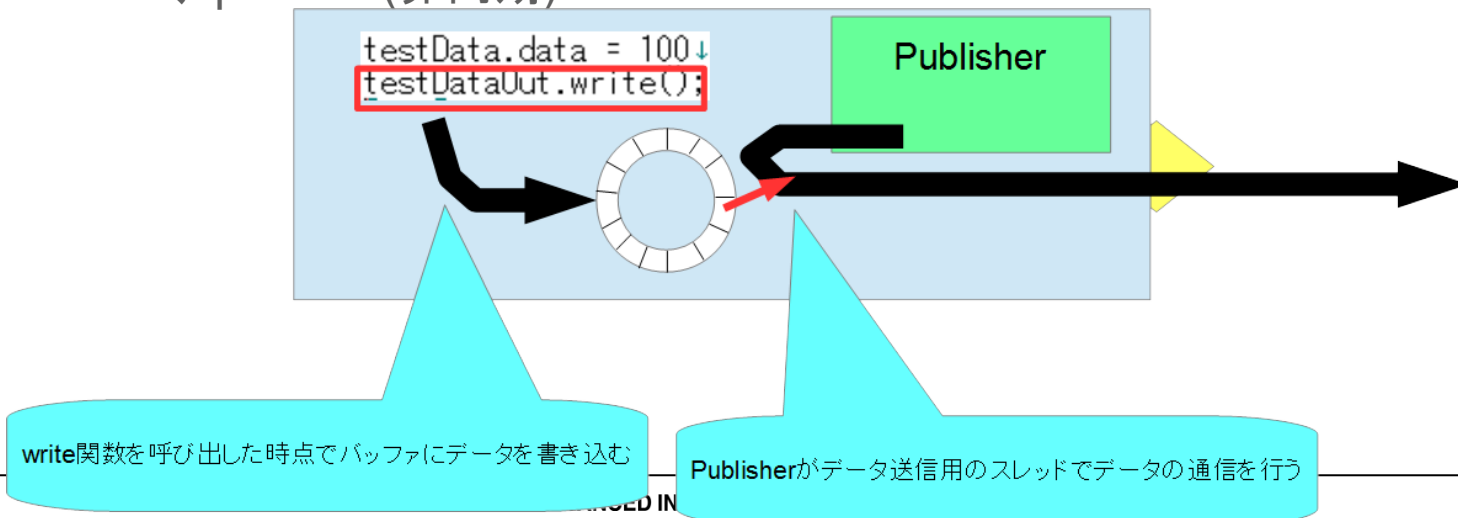 testData.data = 100↓
testDataOut.write();
Publisher
write関数を呼び出した時点でバッファにデータを書き込む
Publisherがデータ送信用のスレッドでデータの通信を行う